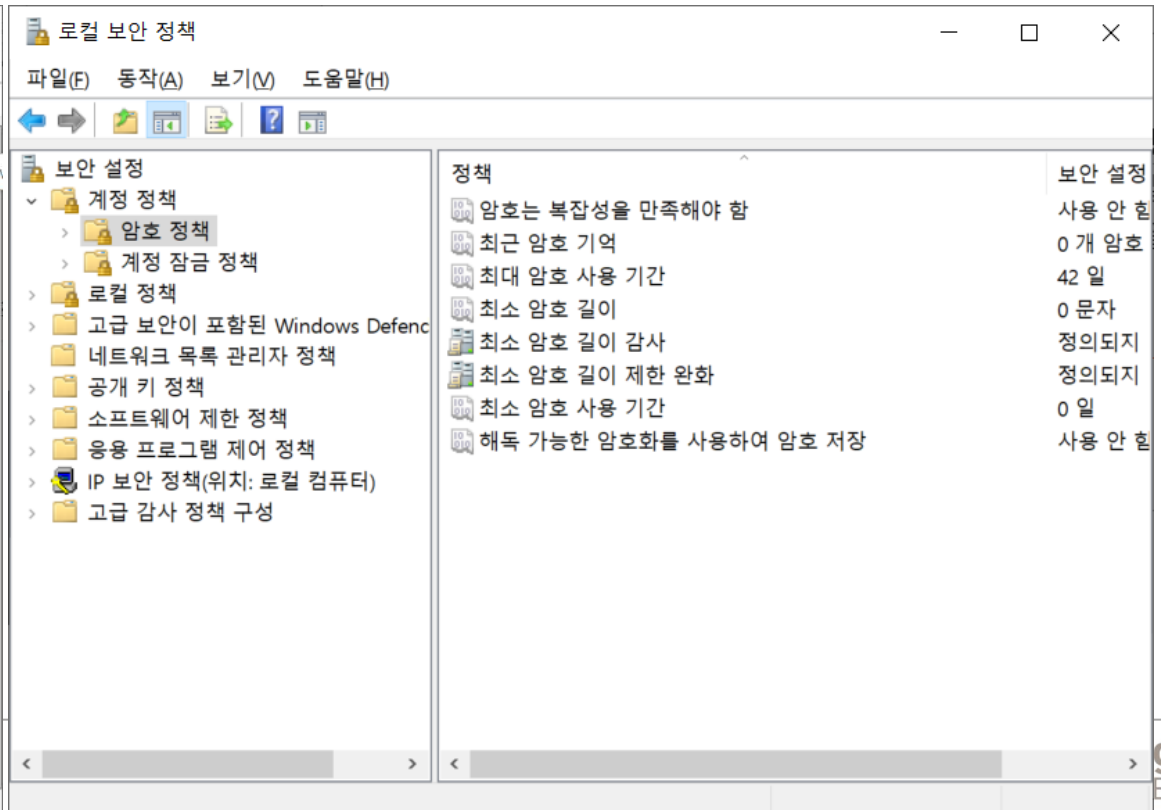 로컬 보안 정책
파일(F) 동작(A) 보기(V) 도움말(H)
보안 설정
계정 정책
암호 정책
계정 잠금 정책
로컬 정책
고급 보안이 포함된 Windows Defenc
네트워크 목록 관리자 정책
공개 키 정책
소프트웨어 제한 정책
응용 프로그램 제어 정책
IP 보안 정책(위치: 로컬 컴퓨터)
고급 감사 정책 구성
정책 보안 설정
암호는 복잡성을 만족해야 함 사용 안 함
최근 암호 기억 0 개 암호
최대 암호 사용 기간 42 일
최소 암호 길이 0 문자
최소 암호 길이 감사 정의되지
최소 암호 길이 제한 완화 정의되지
최소 암호 사용 기간 0 일
해독 가능한 암호화를 사용하여 암호 저장 사용 안 함